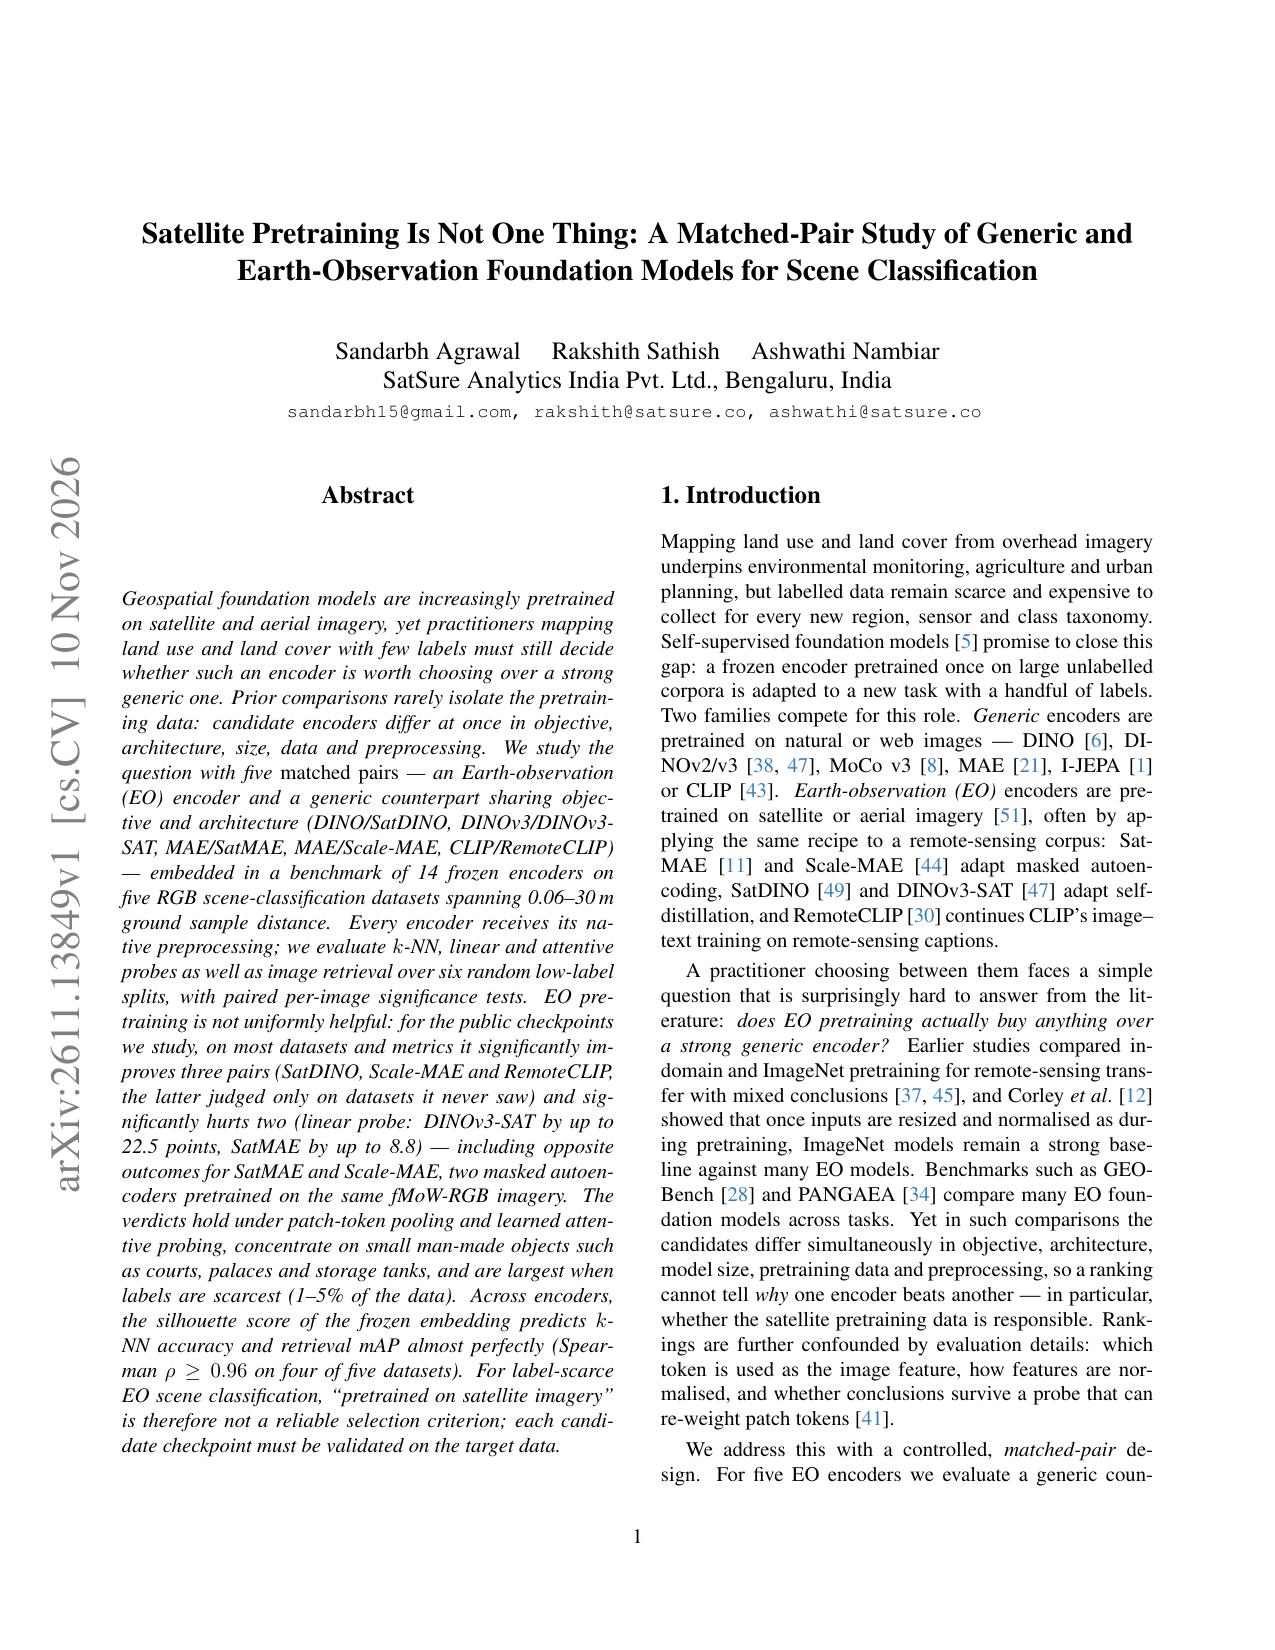 Satellite Pretraining Is Not One Thing: A Matched-Pair Study of Generic and
Earth-Observation Foundation Models for Scene Classification
Sandarbh Agrawal Rakshith Sathish Ashwathi Nambiar
SatSure Analytics India Pvt. Ltd., Bengaluru, India
sandarbh15@gmail.com, rakshith@satsure.co, ashwathi@satsure.co
arXiv:2611.13849v1 [cs.CV] 10 Nov 2026
Abstract
Geospatial foundation models are increasingly pretrained
on satellite and aerial imagery, yet practitioners mapping
land use and land cover with few labels must still decide
whether such an encoder is worth choosing over a strong
generic one. Prior comparisons rarely isolate the pretrain-
ing data: candidate encoders differ at once in objective,
architecture, size, data and preprocessing. We study the
question with five matched pairs — an Earth-observation
(EO) encoder and a generic counterpart sharing objec-
tive and architecture (DINO/SatDINO, DINOv3/DINOv3-
SAT, MAE/SatMAE, MAE/Scale-MAE, CLIP/RemoteCLIP)
— embedded in a benchmark of 14 frozen encoders on
five RGB scene-classification datasets spanning 0.06–30 m
ground sample distance. Every encoder receives its na-
tive preprocessing; we evaluate k-NN, linear and attentive
probes as well as image retrieval over six random low-label
splits, with paired per-image significance tests. EO pre-
training is not uniformly helpful: for the public checkpoints
we study, on most datasets and metrics it significantly im-
proves three pairs (SatDINO, Scale-MAE and RemoteCLIP,
the latter judged only on datasets it never saw) and sig-
nificantly hurts two (linear probe: DINOv3-SAT by up to
22.5 points, SatMAE by up to 8.8) — including opposite
outcomes for SatMAE and Scale-MAE, two masked autoen-
coders pretrained on the same fMoW-RGB imagery. The
verdicts hold under patch-token pooling and learned atten-
tive probing, concentrate on small man-made objects such
as courts, palaces and storage tanks, and are largest when
labels are scarcest (1–5% of the data). Across encoders,
the silhouette score of the frozen embedding predicts k-
NN accuracy and retrieval mAP almost perfectly (Spear-
man ρ ≥ 0.96 on four of five datasets). For label-scarce
EO scene classification, “pretrained on satellite imagery”
is therefore not a reliable selection criterion; each candi-
date checkpoint must be validated on the target data.
1. Introduction
Mapping land use and land cover from overhead imagery
underpins environmental monitoring, agriculture and urban
planning, but labelled data remain scarce and expensive to
collect for every new region, sensor and class taxonomy.
Self-supervised foundation models [5] promise to close this
gap: a frozen encoder pretrained once on large unlabelled
corpora is adapted to a new task with a handful of labels.
Two families compete for this role. Generic encoders are
pretrained on natural or web images — DINO [6], DI-
NOv2/v3 [38, 47], MoCo v3 [8], MAE [21], I-JEPA [1]
or CLIP [43]. Earth-observation (EO) encoders are pre-
trained on satellite or aerial imagery [51], often by ap-
plying the same recipe to a remote-sensing corpus: Sat-
MAE [11] and Scale-MAE [44] adapt masked autoen-
coding, SatDINO [49] and DINOv3-SAT [47] adapt self-
distillation, and RemoteCLIP [30] continues CLIP’s image–
text training on remote-sensing captions.
A practitioner choosing between them faces a simple
question that is surprisingly hard to answer from the lit-
erature: does EO pretraining actually buy anything over
a strong generic encoder? Earlier studies compared in-
domain and ImageNet pretraining for remote-sensing trans-
fer with mixed conclusions [37, 45], and Corley et al. [12]
showed that once inputs are resized and normalised as dur-
ing pretraining, ImageNet models remain a strong base-
line against many EO models. Benchmarks such as GEO-
Bench [28] and PANGAEA [34] compare many EO foun-
dation models across tasks. Yet in such comparisons the
candidates differ simultaneously in objective, architecture,
model size, pretraining data and preprocessing, so a ranking
cannot tell why one encoder beats another — in particular,
whether the satellite pretraining data is responsible. Rank-
ings are further confounded by evaluation details: which
token is used as the image feature, how features are nor-
malised, and whether conclusions survive a probe that can
re-weight patch tokens [41].
We address this with a controlled, matched-pair de-
sign. For five EO encoders we evaluate a generic coun-
1